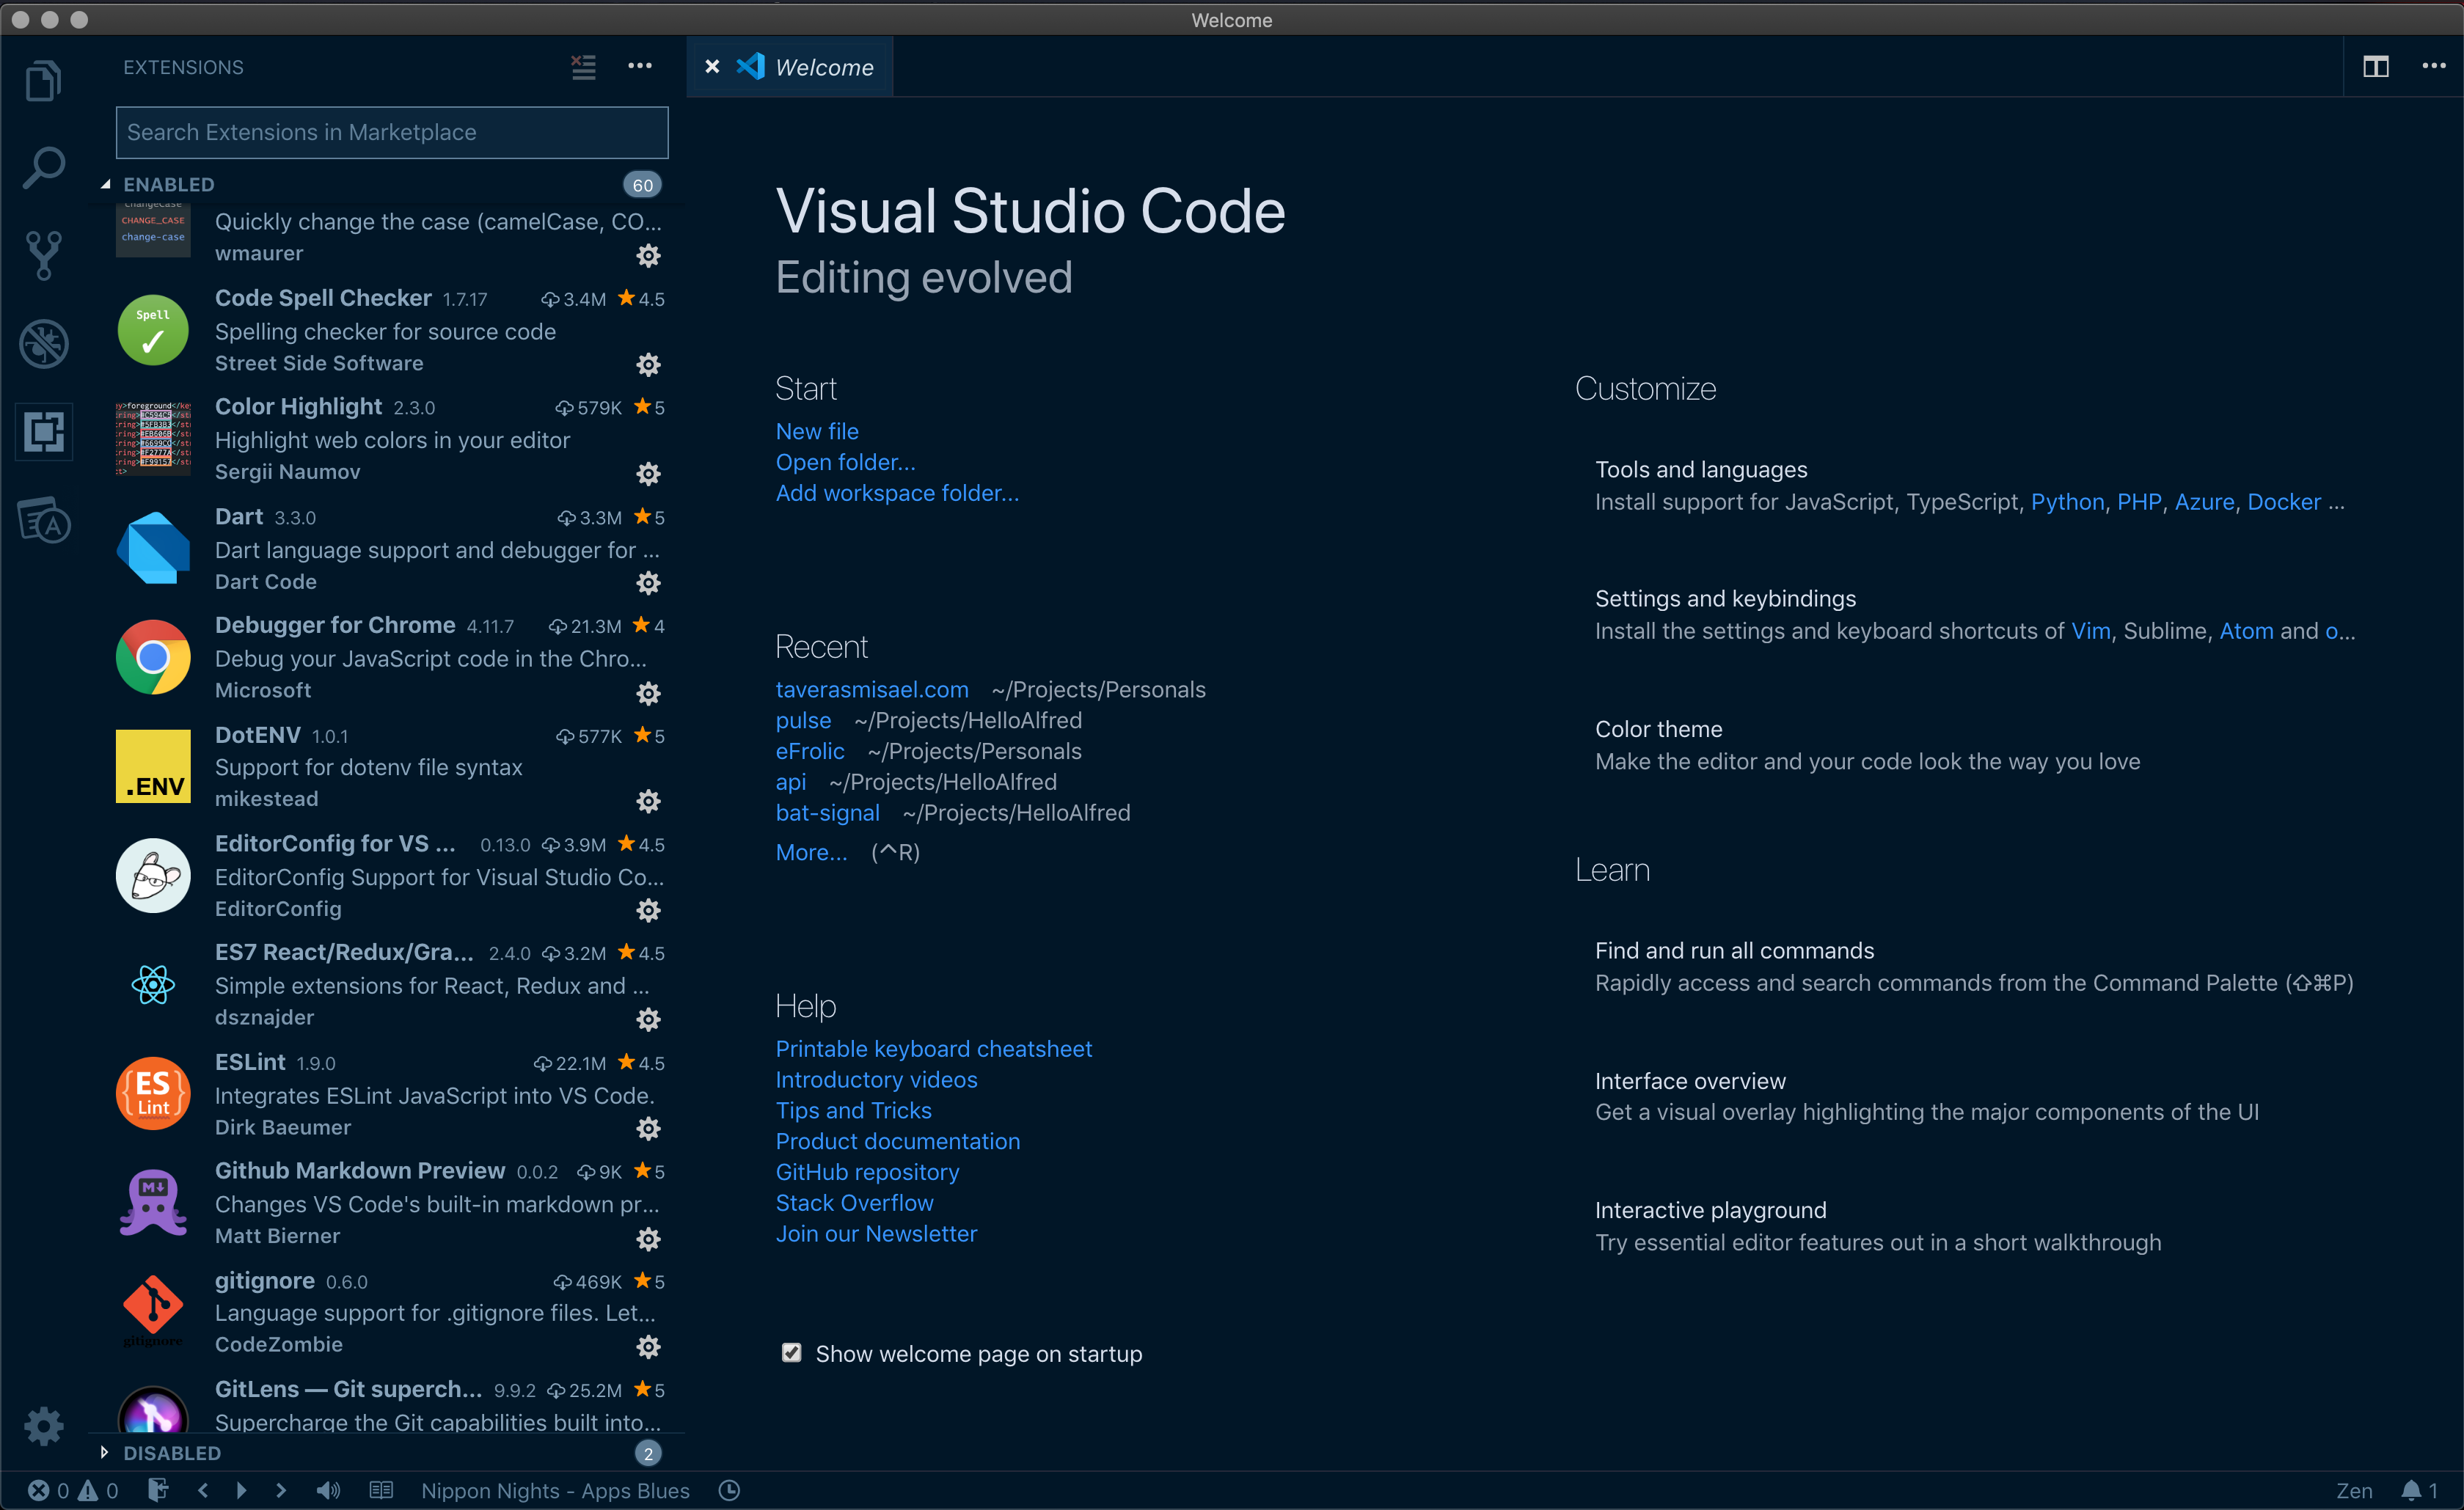 Welcome
EXTENSIONS
Search Extensions in Marketplace
ENABLED 60
changeCase
CHANGE_CASE
change-case
Quickly change the case (camelCase, CO...
wmaurer
Spell
Code Spell Checker 1.7.17 3.4M 4.5
Spelling checker for source code
Street Side Software
Color Highlight 2.3.0 579K 5
Highlight web colors in your editor
Sergii Naumov
Dart 3.3.0 3.3M 5
Dart language support and debugger for ...
Dart Code
Debugger for Chrome 4.11.7 21.3M 4
Debug your JavaScript code in the Chro...
Microsoft
.ENV
DotENV 1.0.1 577K 5
Support for dotenv file syntax
mikestead
EditorConfig for VS ... 0.13.0 3.9M 4.5
EditorConfig Support for Visual Studio Co...
EditorConfig
ES7 React/Redux/Gra... 2.4.0 3.2M 4.5
Simple extensions for React, Redux and ...
dsznajder
{ES}
Lint
ESLint 1.9.0 22.1M 4.5
Integrates ESLint JavaScript into VS Code.
Dirk Baeumer
M↓
Github Markdown Preview 0.0.2 9K 5
Changes VS Code's built-in markdown pr...
Matt Bierner
gitignore
gitignore 0.6.0 469K 5
Language support for .gitignore files. Let...
CodeZombie
GitLens — Git superch... 9.9.2 25.2M 5
Supercharge the Git capabilities built into...
DISABLED 2
Welcome
Visual Studio Code
Editing evolved
Start
New file
Open folder...
Add workspace folder...
Recent
taverasmisael.com ~/Projects/Personals
pulse ~/Projects/HelloAlfred
eFrolic ~/Projects/Personals
api ~/Projects/HelloAlfred
bat-signal ~/Projects/HelloAlfred
More... (^R)
Help
Printable keyboard cheatsheet
Introductory videos
Tips and Tricks
Product documentation
GitHub repository
Stack Overflow
Join our Newsletter
Show welcome page on startup
Customize
Tools and languages
Install support for JavaScript, TypeScript, Python, PHP, Azure, Docker ...
Settings and keybindings
Install the settings and keyboard shortcuts of Vim, Sublime, Atom and o...
Color theme
Make the editor and your code look the way you love
Learn
Find and run all commands
Rapidly access and search commands from the Command Palette (⇧⌘P)
Interface overview
Get a visual overlay highlighting the major components of the UI
Interactive playground
Try essential editor features out in a short walkthrough
0 0 Nippon Nights - Apps Blues Zen 1